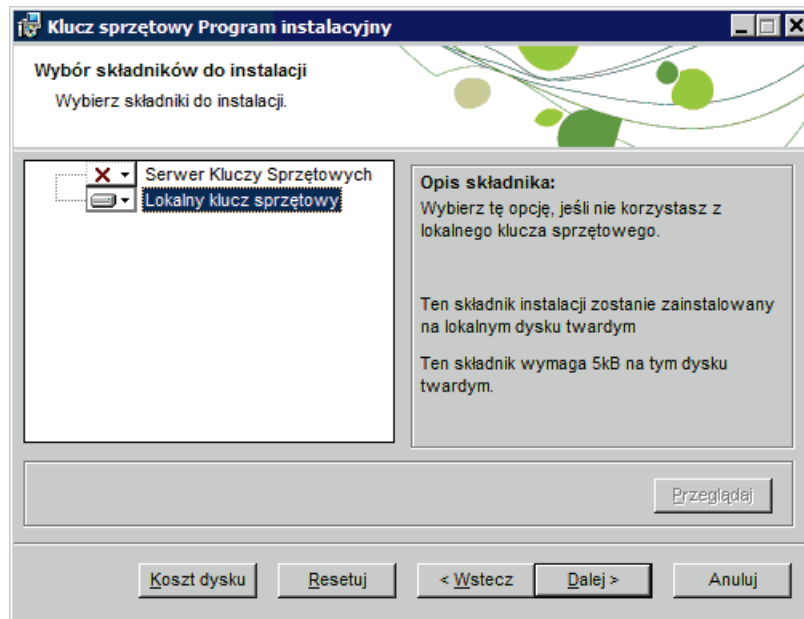 Klucz sprzętowy Program instalacyjny
Wybór składników do instalacji
Wybierz składniki do instalacji.
Serwer Kluczy Sprzętowych
Lokalny klucz sprzętowy
Opis składnika:
Wybierz tę opcję, jeśli nie korzystasz z
lokalnego klucza sprzętowego.
Ten składnik instalacji zostanie zainstalowany
na lokalnym dysku twardym
Ten składnik wymaga 5kB na tym dysku
twardym.
Przeglądaj
Koszt dysku
Resetuj
< Wstecz
Dalej >
Anuluj